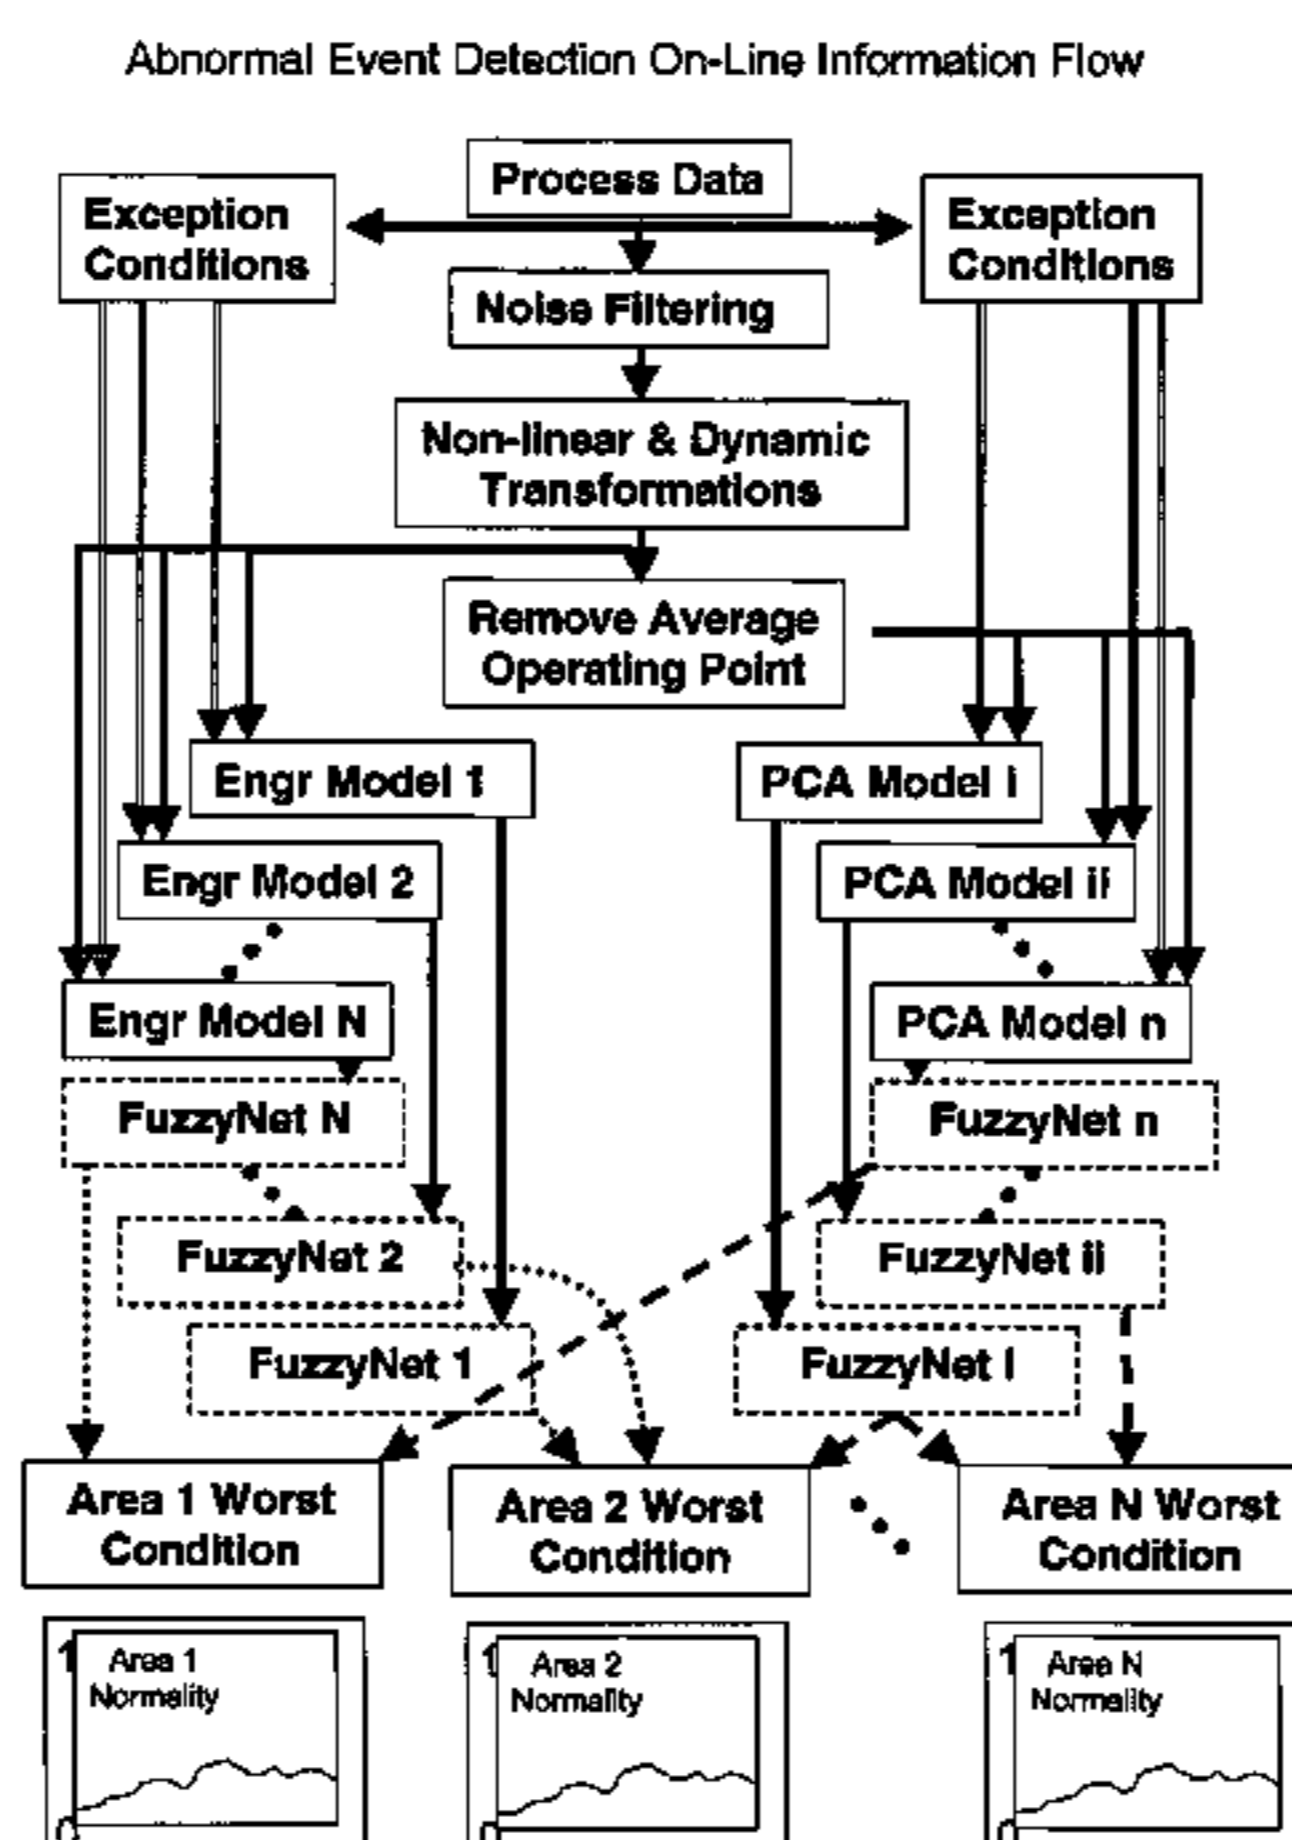 Abnormal Event Detection On-Line Information Flow
Process Data
Exception
Conditions
Exception
Conditions
Noise Filtering
Non-linear & Dynamic
Transformations
Remove Average
Operating Point
Engr Model 1
PCA Model i
Engr Model 2
PCA Model ii
Engr Model N
PCA Model n
FuzzyNet N
FuzzyNet n
FuzzyNet 2
FuzzyNet ii
FuzzyNet 1
FuzzyNet i
Area 1 Worst
Condition
Area 2 Worst
Condition
Area N Worst
Condition
1
Area 1
Normality
0
1
Area 2
Normality
0
1
Area N
Normality
0